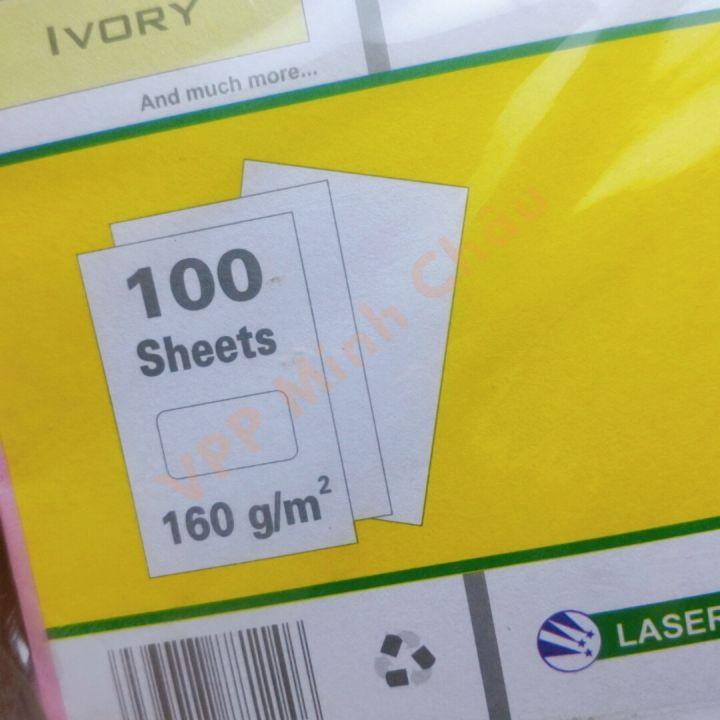 IVORY
And much more...
100
Sheets
160 g/m²
VPP Minh Châu
LASER